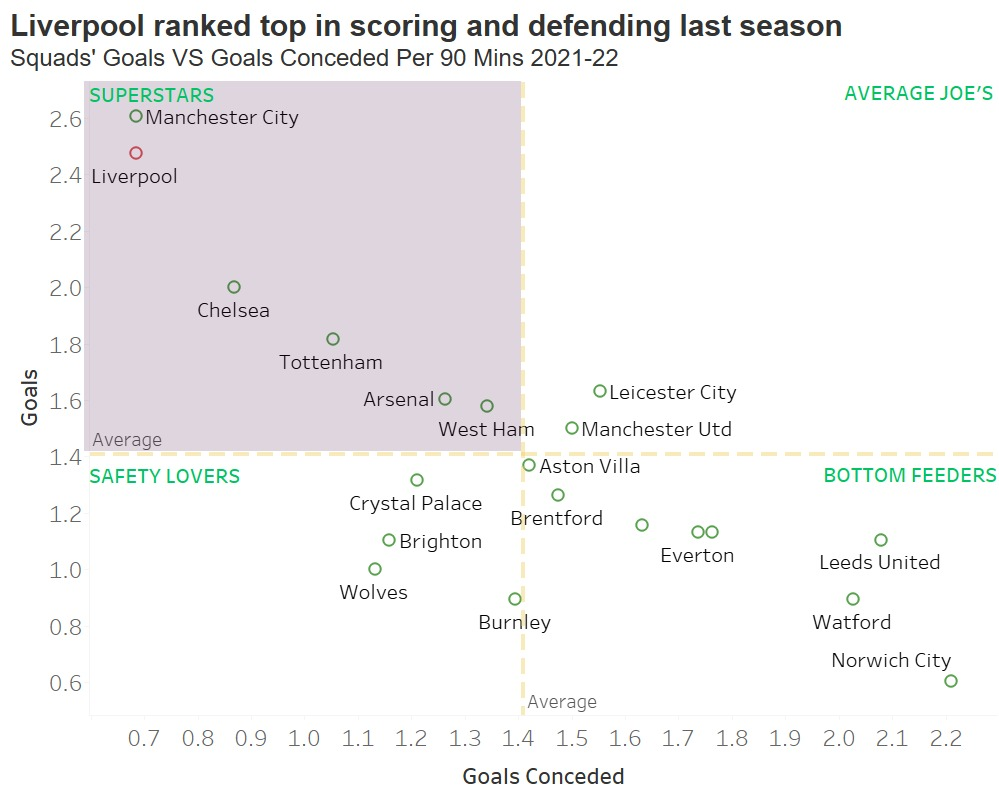 Liverpool ranked top in scoring and defending last season
Squads' Goals VS Goals Conceded Per 90 Mins 2021-22
SUPERSTARS
AVERAGE JOE'S
2.6
Manchester City
2.4
Liverpool
2.2
2.0
Chelsea
1.8
Tottenham
Leicester City
1.6
Arsenal
West Ham
Manchester Utd
Goals
Average
1.4
Aston Villa
SAFETY LOVERS
BOTTOM FEEDERS
Crystal Palace
1.2
Brentford
Brighton
Everton
Leeds United
1.0
Wolves
0.8
Burnley
Watford
Norwich City
0.6
Average
0.7 0.8 0.9 1.0 1.1 1.2 1.3 1.4 1.5 1.6 1.7 1.8 1.9 2.0 2.1 2.2
Goals Conceded